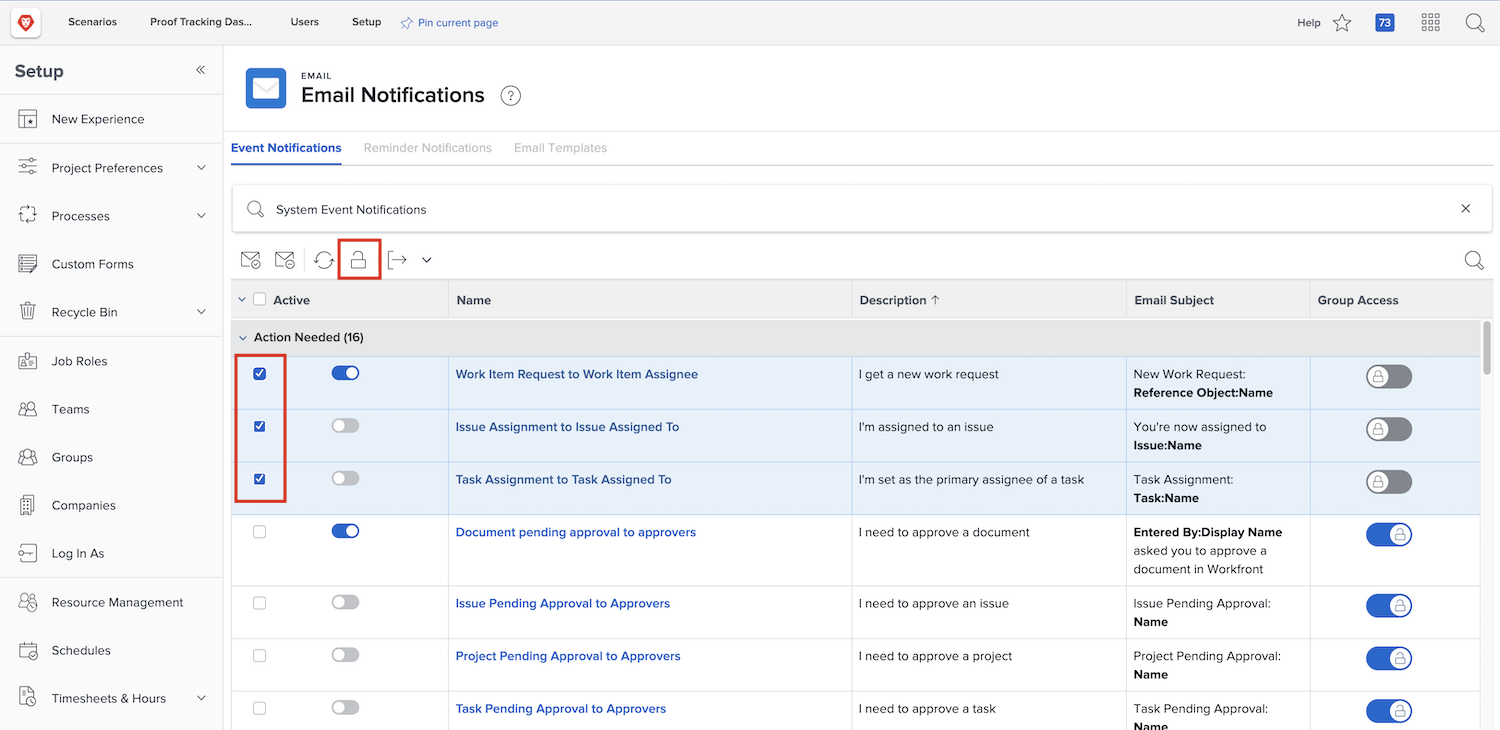 Scenarios
Proof Tracking Das...
Users
Setup
Pin current page
Help
73
Setup
New Experience
Project Preferences
Processes
Custom Forms
Recycle Bin
Job Roles
Teams
Groups
Companies
Log In As
Resource Management
Schedules
Timesheets & Hours
EMAIL
Email Notifications
?
Event Notifications
Reminder Notifications
Email Templates
System Event Notifications
Active
Name
Description ↑
Email Subject
Group Access
Action Needed (16)
Work Item Request to Work Item Assignee
I get a new work request
New Work Request:
Reference Object:Name
Issue Assignment to Issue Assigned To
I'm assigned to an issue
You're now assigned to
Issue:Name
Task Assignment to Task Assigned To
I'm set as the primary assignee of a task
Task Assignment:
Task:Name
Document pending approval to approvers
I need to approve a document
Entered By:Display Name
asked you to approve a
document in Workfront
Issue Pending Approval to Approvers
I need to approve an issue
Issue Pending Approval:
Name
Project Pending Approval to Approvers
I need to approve a project
Project Pending Approval:
Name
Task Pending Approval to Approvers
I need to approve a task
Task Pending Approval:
Name